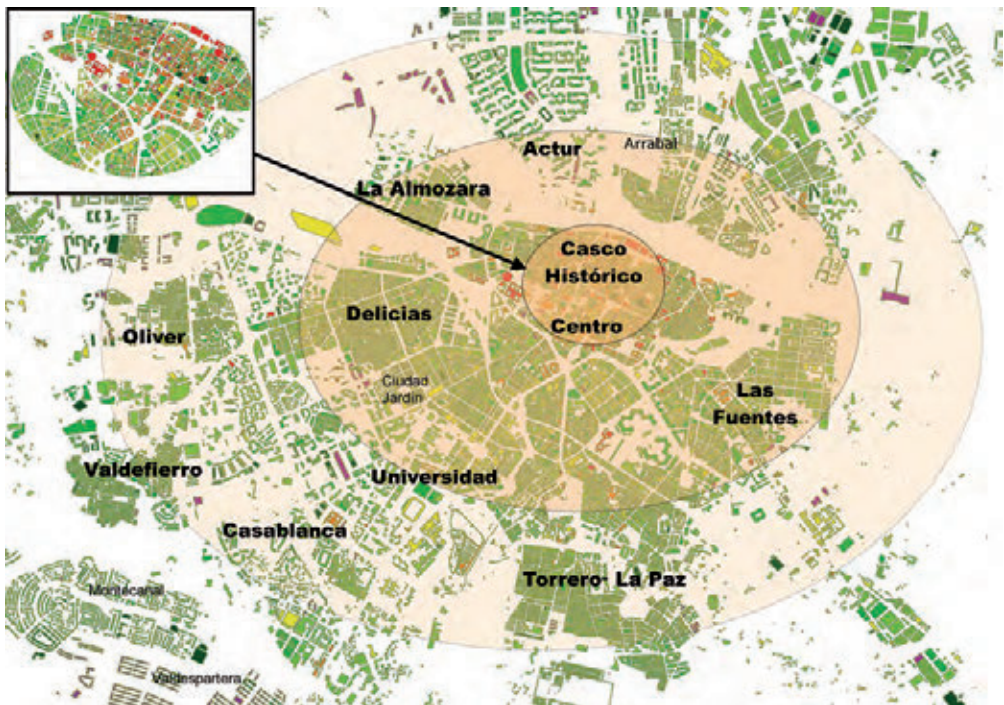 Actur
Arrabal
La Almozara
Casco
Histórico
Delicias
Centro
Oliver
Ciudad
Jardín
Las
Fuentes
Valdefierro
Universidad
Casablanca
Torrero- La Paz
Montecanal
Valdespartera